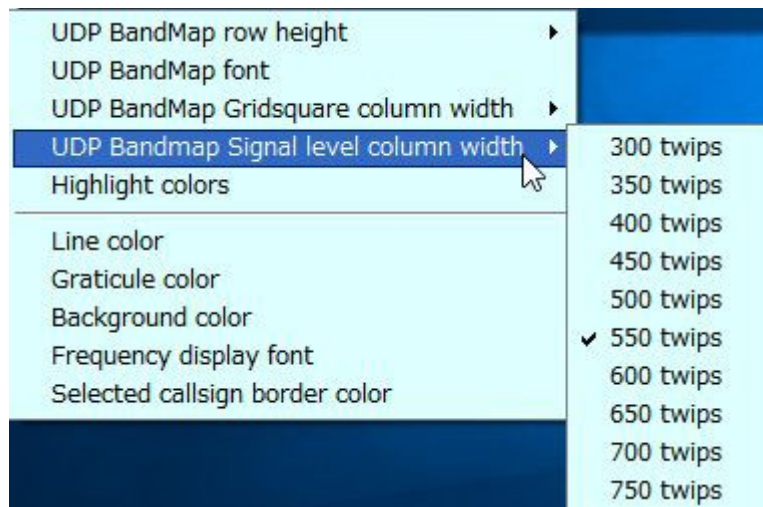 UDP BandMap row height
UDP BandMap font
UDP BandMap Gridsquare column width
UDP Bandmap Signal level column width
Highlight colors
Line color
Graticule color
Background color
Frequency display font
Selected callsign border color
300 twips
350 twips
400 twips
450 twips
500 twips
550 twips
600 twips
650 twips
700 twips
750 twips